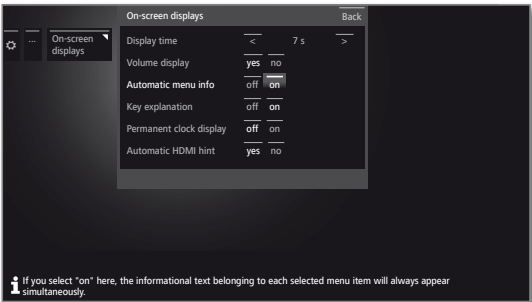 On-screen displays
Back
...
On-screen
displays
Display time < 7 s >
Volume display yes no
Automatic menu info off on
Key explanation off on
Permanent clock display off on
Automatic HDMI hint yes no
If you select "on" here, the informational text belonging to each selected menu item will always appear
simultaneously.